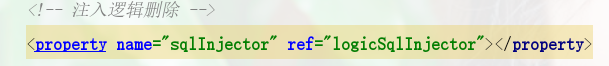 <!-- 注入逻辑删除 -->
<property name="sqlInjector" ref="logicSqlInjector"></property>